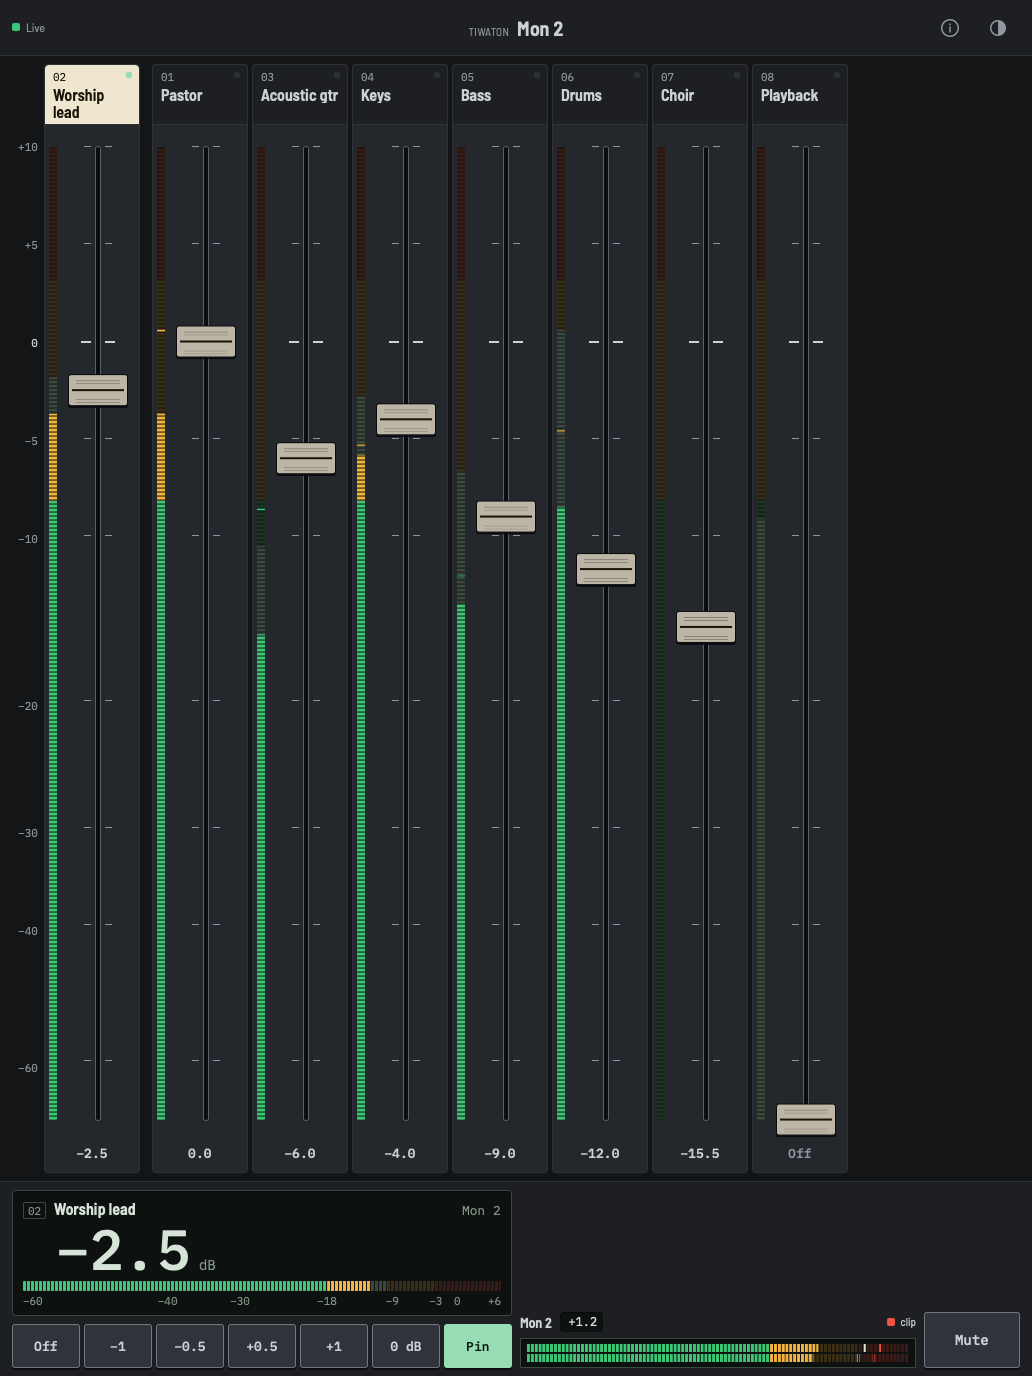 Live
TIWATON Mon 2
02
Worship
lead
01
Pastor
03
Acoustic gtr
04
Keys
05
Bass
06
Drums
07
Choir
08
Playback
+10
+5
0
−5
−10
−20
−30
−40
−60
−2.5
0.0
−6.0
−4.0
−9.0
−12.0
−15.5
Off
02 Worship lead Mon 2
−2.5 dB
−60 −40 −30 −18 −9 −3 0 +6
Off −1 −0.5 +0.5 +1 0 dB Pin
Mon 2 +1.2 clip
Mute